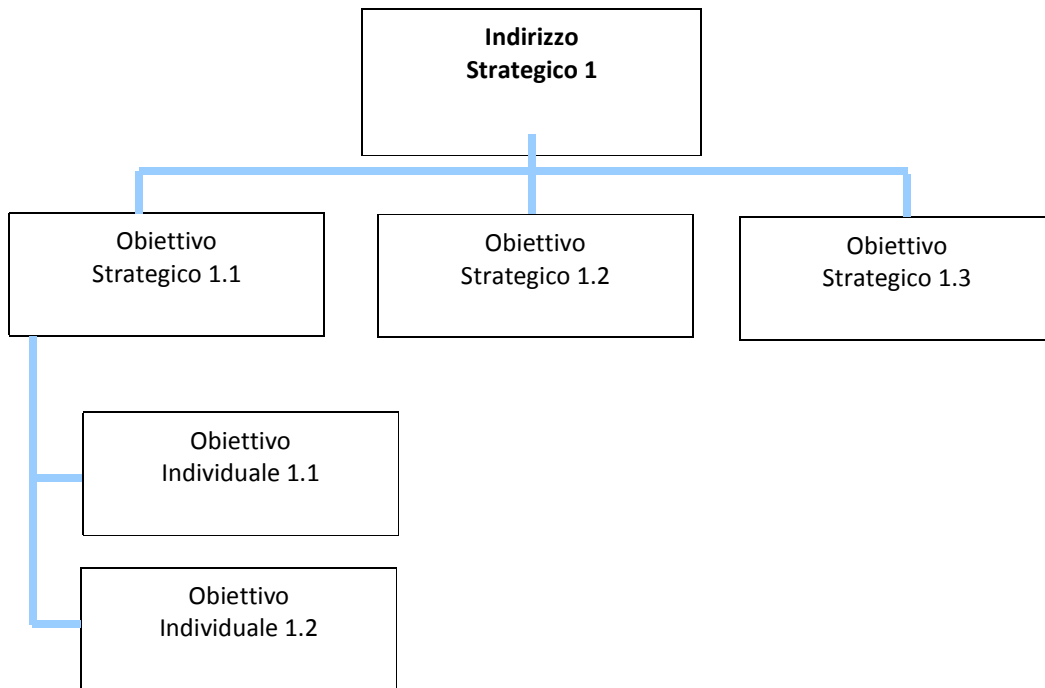 Indirizzo
Strategico 1
Obiettivo
Strategico 1.1
Obiettivo
Strategico 1.2
Obiettivo
Strategico 1.3
Obiettivo
Individuale 1.1
Obiettivo
Individuale 1.2